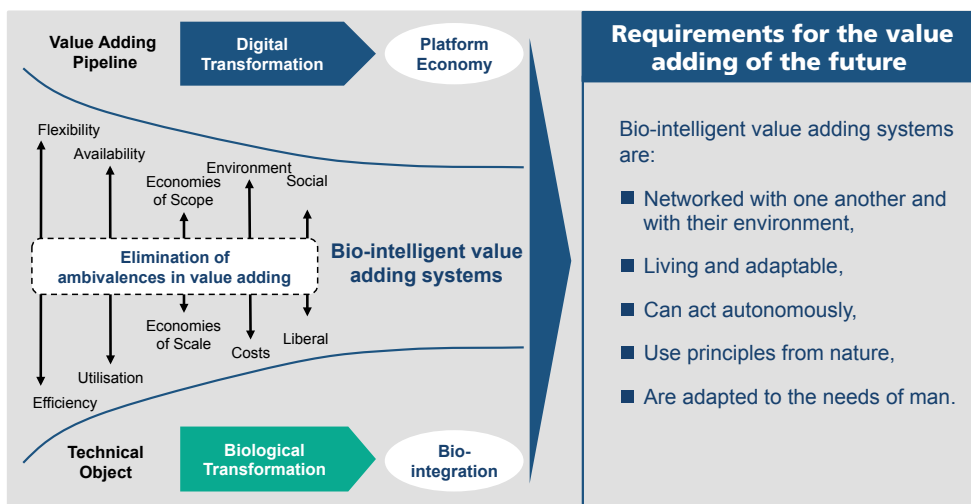 Value Adding
Pipeline
Digital
Transformation
Platform
Economy
Flexibility
Availability
Economies
of Scope
Environment
Social
Elimination of
ambivalences in value adding
Bio-intelligent value
adding systems
Efficiency
Utilisation
Economies
of Scale
Costs
Liberal
Technical
Object
Biological
Transformation
Bio-
integration
Requirements for the value
adding of the future
Bio-intelligent value adding systems
are:
Networked with one another and
with their environment,
Living and adaptable,
Can act autonomously,
Use principles from nature,
Are adapted to the needs of man.